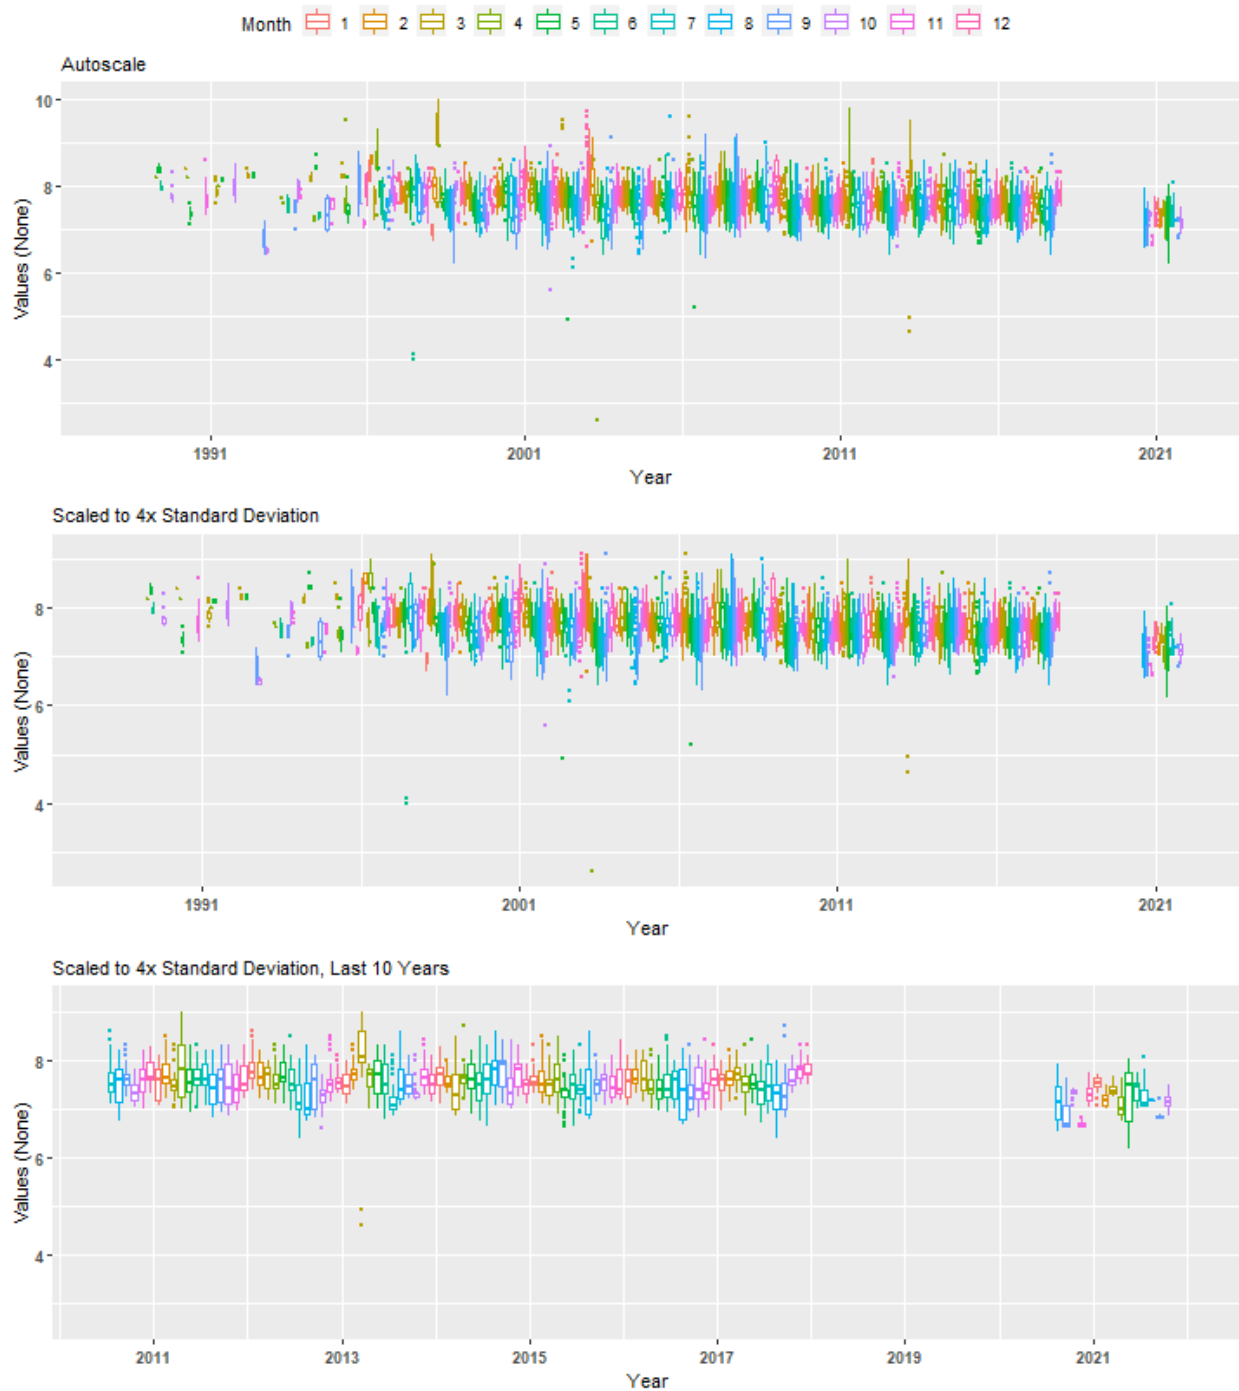 Month 1 2 3 4 5 6 7 8 9 10 11 12
Autoscale
10
8
6
4
Values (None)
1991 2001 2011 2021
Year
Scaled to 4x Standard Deviation
8
6
4
Values (None)
1991 2001 2011 2021
Year
Scaled to 4x Standard Deviation, Last 10 Years
8
6
4
Values (None)
2011 2013 2015 2017 2019 2021
Year